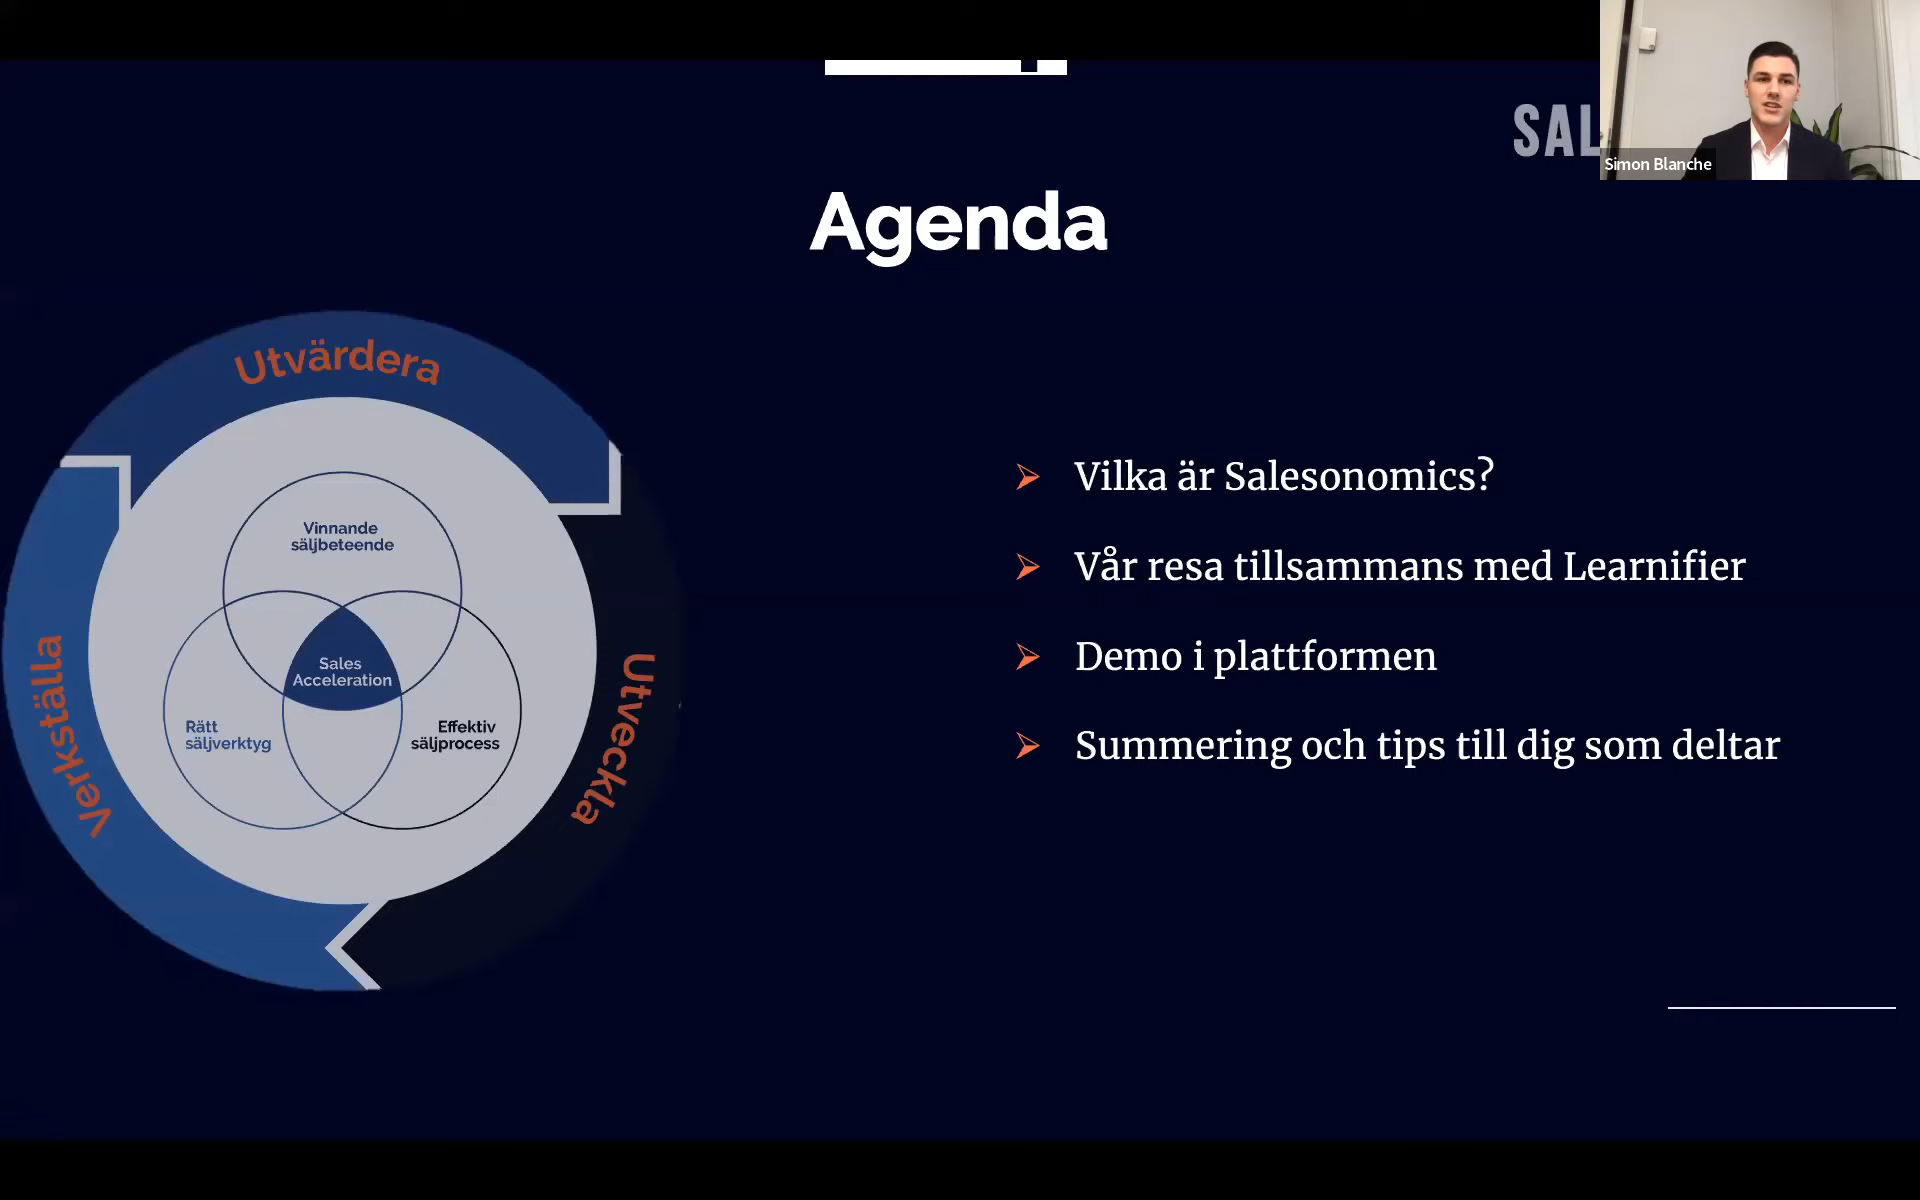 SAL
Simon Blanche
Agenda
Utvärdera
Vinnande
säljbeteende
Sales
Acceleration
Rätt
säljverktyg
Effektiv
säljprocess
Verkställa
Utveckla
Vilka är Salesonomics?
Vår resa tillsammans med Learnifier
Demo i plattformen
Summering och tips till dig som deltar